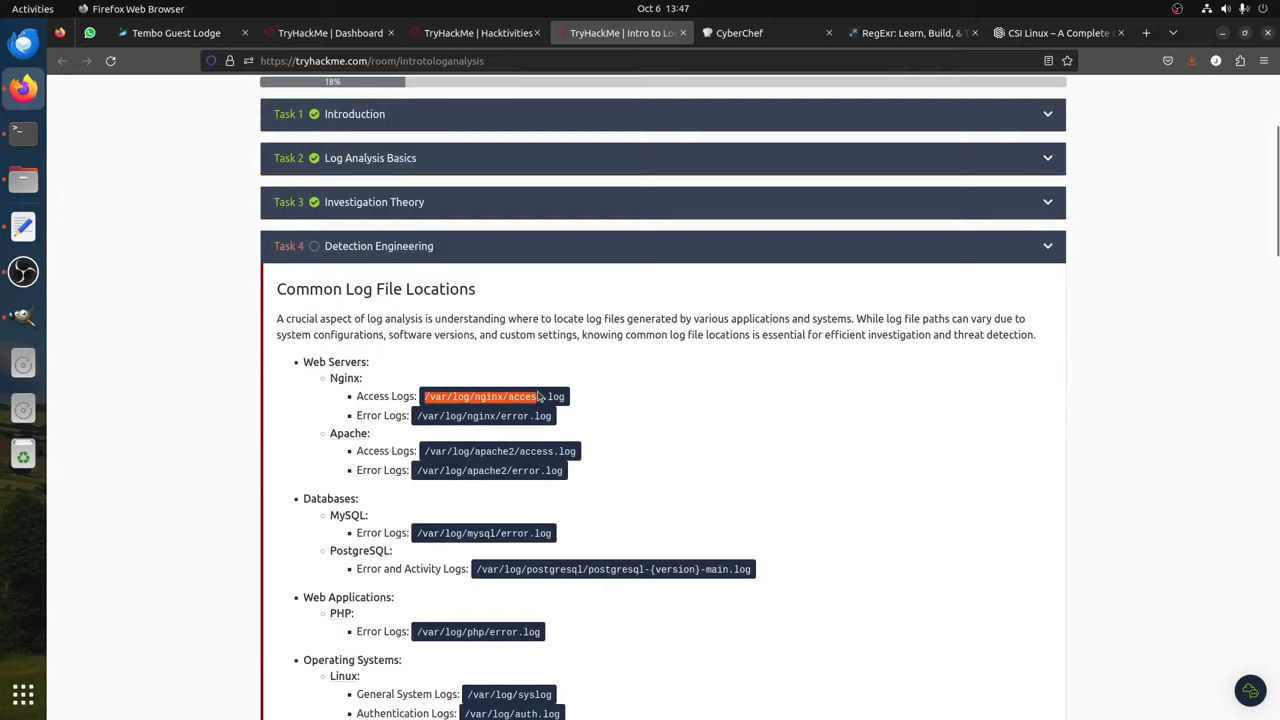 Activities
Firefox Web Browser
Oct 6 13:47
Tembo Guest Lodge
TryHackMe | Dashboard
TryHackMe | Hacktivities
TryHackMe | Intro to Lo
CyberChef
RegExr: Learn, Build, & T
CSI Linux – A Complete G
https://tryhackme.com/room/introtologanalysis
18%
Task 1 Introduction
Task 2 Log Analysis Basics
Task 3 Investigation Theory
Task 4 Detection Engineering
Common Log File Locations
A crucial aspect of log analysis is understanding where to locate log files generated by various applications and systems. While log file paths can vary due to
system configurations, software versions, and custom settings, knowing common log file locations is essential for efficient investigation and threat detection.
Web Servers:
Nginx:
Access Logs: /var/log/nginx/access.log
Error Logs: /var/log/nginx/error.log
Apache:
Access Logs: /var/log/apache2/access.log
Error Logs: /var/log/apache2/error.log
Databases:
MySQL:
Error Logs: /var/log/mysql/error.log
PostgreSQL:
Error and Activity Logs: /var/log/postgresql/postgresql-{version}-main.log
Web Applications:
PHP:
Error Logs: /var/log/php/error.log
Operating Systems:
Linux:
General System Logs: /var/log/syslog
Authentication Logs: /var/log/auth.log